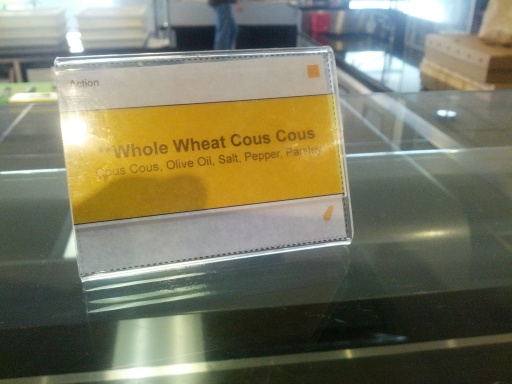 Action
**Whole Wheat Cous Cous
Cous Cous, Olive Oil, Salt, Pepper, Parsley